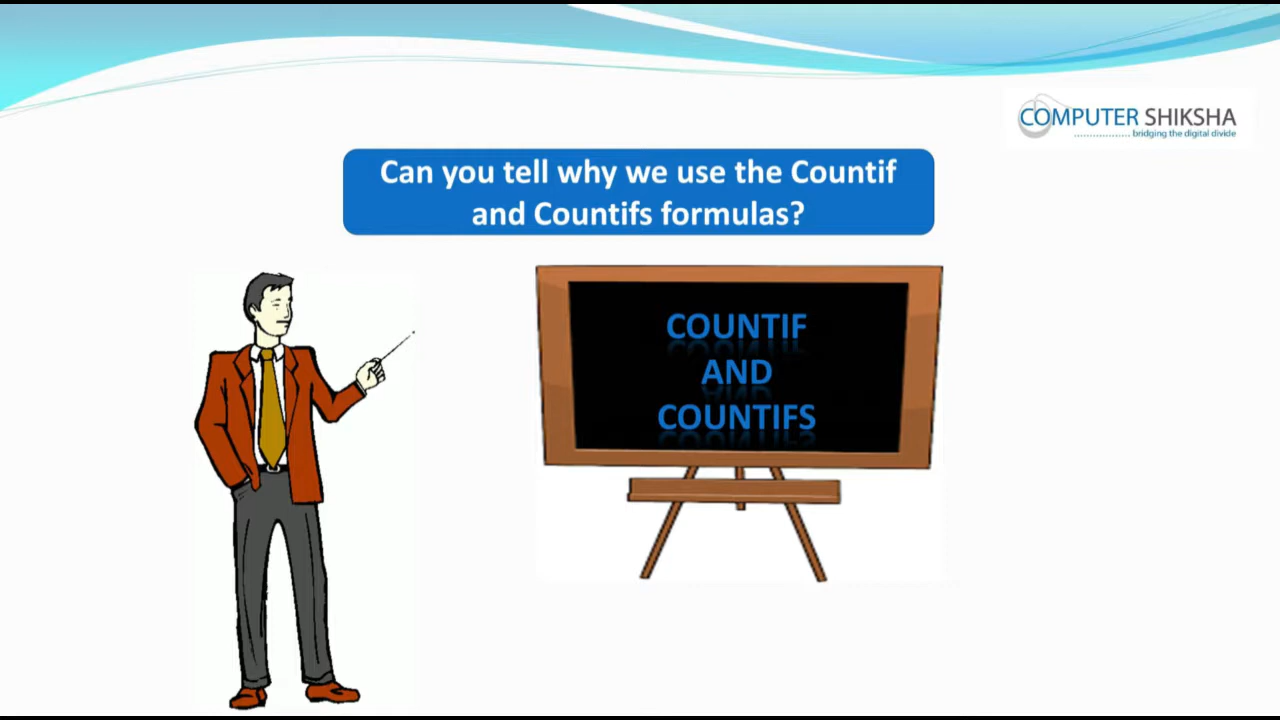 COMPUTER SHIKSHA
bridging the digital divide
Can you tell why we use the Countif
and Countifs formulas?
COUNTIF
AND
COUNTIFS